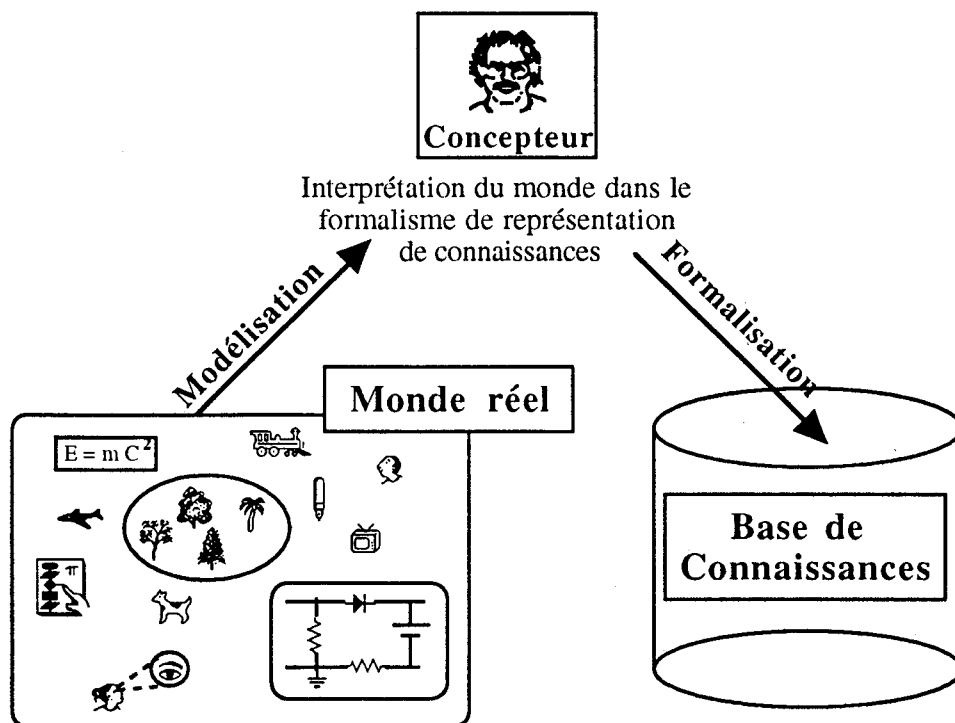 Concepteur
Interprétation du monde dans le
formalisme de représentation
de connaissances
Modélisation
Formalisation
Monde réel
E = m C²
π
Base de
Connaissances